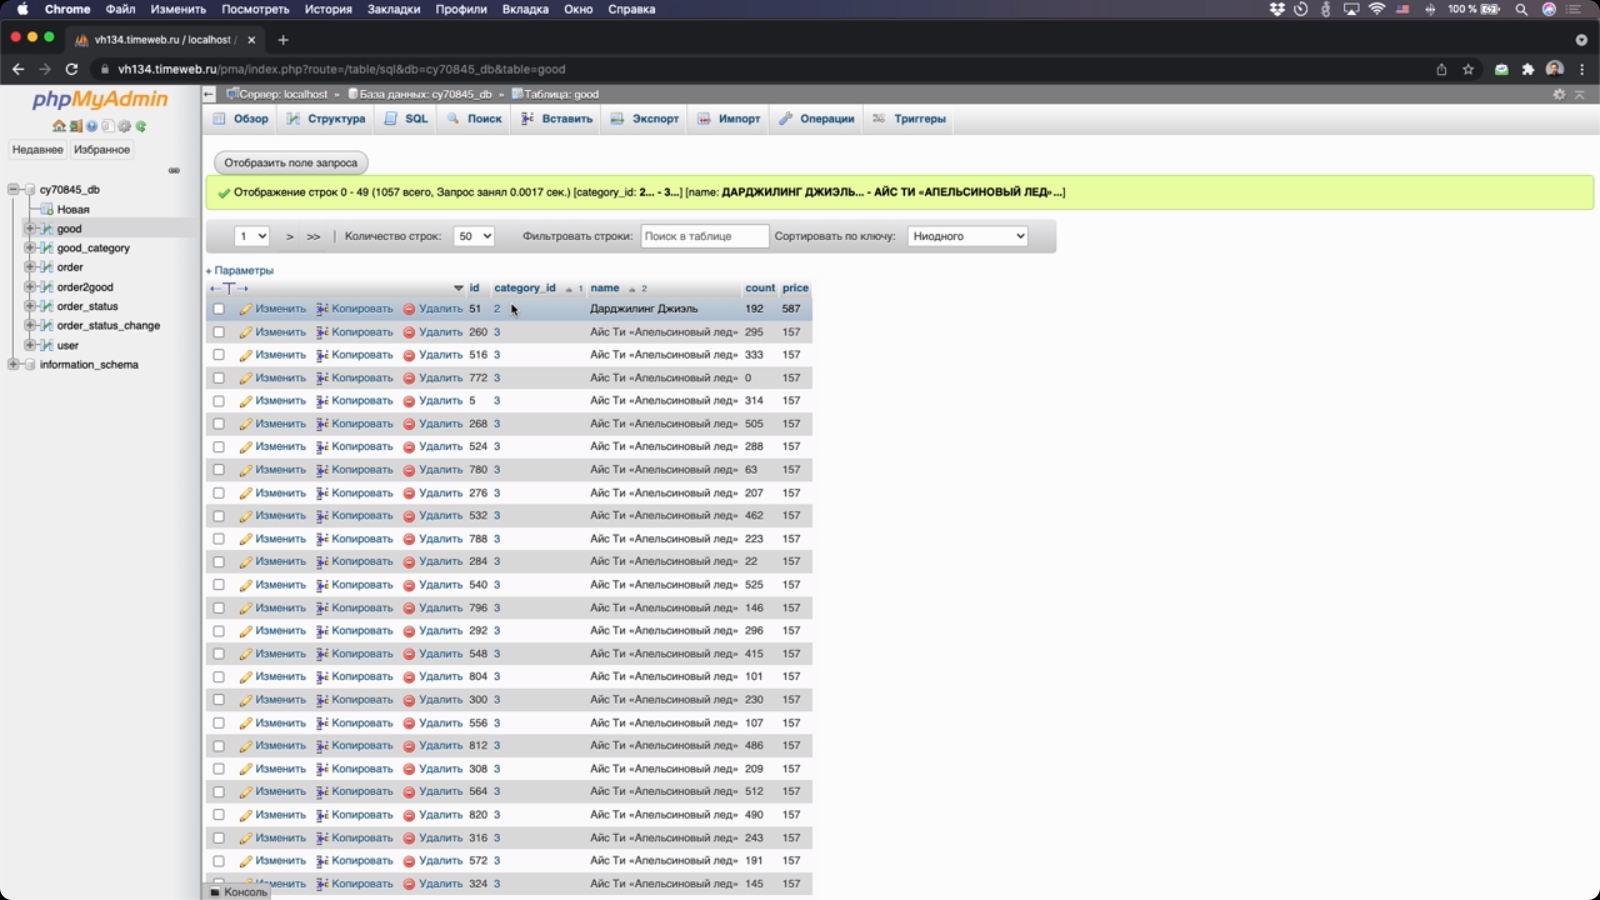 Chrome Файл Изменить Посмотреть История Закладки Профили Вкладка Окно Справка 100 %
vh134.timeweb.ru / localhost /
vh134.timeweb.ru/pma/index.php?route=/table/sql&db=cy70845_db&table=good
phpMyAdmin
Недавнее Избранное
cy70845_db
Новая
good
good_category
order
order2good
order_status
order_status_change
user
information_schema
Сервер: localhost » База данных: cy70845_db » Таблица: good
Обзор Структура SQL Поиск Вставить Экспорт Импорт Операции Триггеры
Отобразить поле запроса
Отображение строк 0 - 49 (1057 всего, Запрос занял 0.0017 сек.) [category_id: 2... - 3...] [name: ДАРДЖИЛИНГ ДЖИЭЛЬ... - АЙС ТИ «АПЕЛЬСИНОВЫЙ ЛЕД»...]
1 > >> | Количество строк: 50 Фильтровать строки: Поиск в таблице Сортировать по ключу: Ниодного
+ Параметры
←T→ id category_id 1 name 2 count price
Изменить Копировать Удалить 51 2 Дарджилинг Джиэль 192 587
Изменить Копировать Удалить 260 3 Айс Ти «Апельсиновый лед» 295 157
Изменить Копировать Удалить 516 3 Айс Ти «Апельсиновый лед» 333 157
Изменить Копировать Удалить 772 3 Айс Ти «Апельсиновый лед» 0 157
Изменить Копировать Удалить 5 3 Айс Ти «Апельсиновый лед» 314 157
Изменить Копировать Удалить 268 3 Айс Ти «Апельсиновый лед» 505 157
Изменить Копировать Удалить 524 3 Айс Ти «Апельсиновый лед» 288 157
Изменить Копировать Удалить 780 3 Айс Ти «Апельсиновый лед» 63 157
Изменить Копировать Удалить 276 3 Айс Ти «Апельсиновый лед» 207 157
Изменить Копировать Удалить 532 3 Айс Ти «Апельсиновый лед» 462 157
Изменить Копировать Удалить 788 3 Айс Ти «Апельсиновый лед» 223 157
Изменить Копировать Удалить 284 3 Айс Ти «Апельсиновый лед» 22 157
Изменить Копировать Удалить 540 3 Айс Ти «Апельсиновый лед» 525 157
Изменить Копировать Удалить 796 3 Айс Ти «Апельсиновый лед» 146 157
Изменить Копировать Удалить 292 3 Айс Ти «Апельсиновый лед» 296 157
Изменить Копировать Удалить 548 3 Айс Ти «Апельсиновый лед» 415 157
Изменить Копировать Удалить 804 3 Айс Ти «Апельсиновый лед» 101 157
Изменить Копировать Удалить 300 3 Айс Ти «Апельсиновый лед» 230 157
Изменить Копировать Удалить 556 3 Айс Ти «Апельсиновый лед» 107 157
Изменить Копировать Удалить 812 3 Айс Ти «Апельсиновый лед» 486 157
Изменить Копировать Удалить 308 3 Айс Ти «Апельсиновый лед» 209 157
Изменить Копировать Удалить 564 3 Айс Ти «Апельсиновый лед» 512 157
Изменить Копировать Удалить 820 3 Айс Ти «Апельсиновый лед» 490 157
Изменить Копировать Удалить 316 3 Айс Ти «Апельсиновый лед» 243 157
Изменить Копировать Удалить 572 3 Айс Ти «Апельсиновый лед» 191 157
Изменить Копировать Удалить 324 3 Айс Ти «Апельсиновый лед» 145 157
Консоль